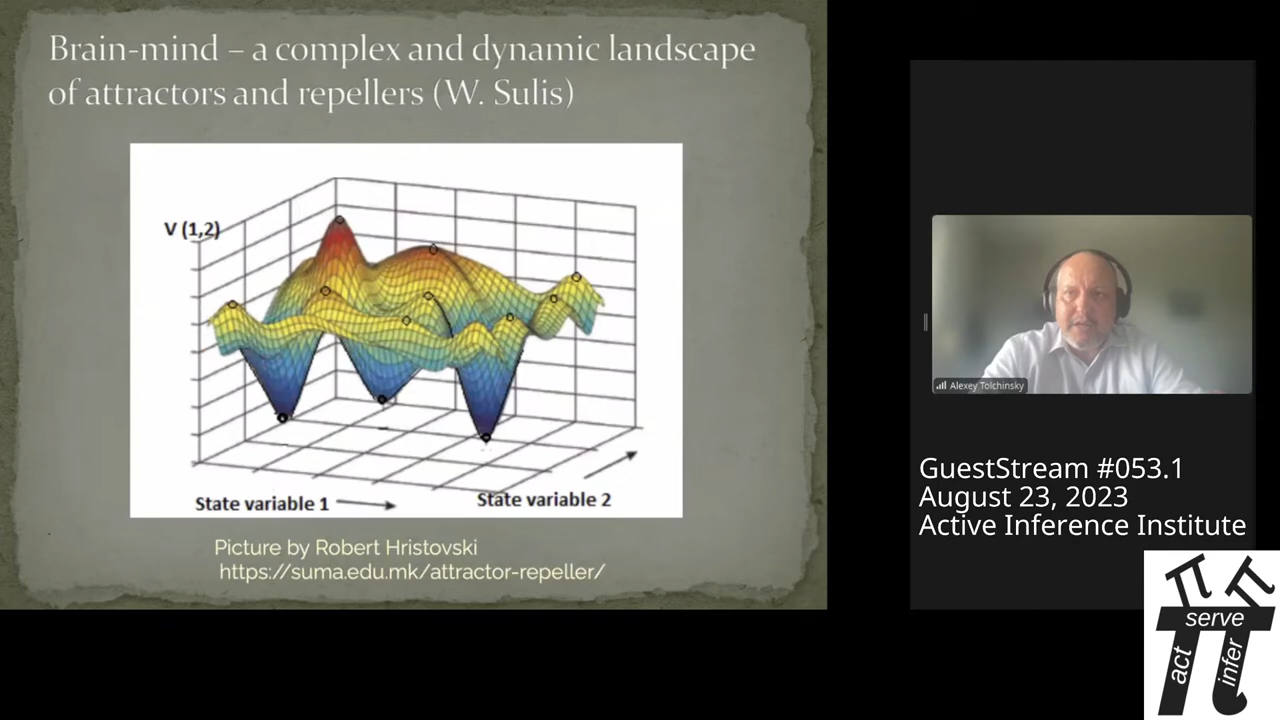 Brain-mind – a complex and dynamic landscape
of attractors and repellers (W. Sulis)
V (1,2)
State variable 1
State variable 2
Picture by Robert Hristovski
https://suma.edu.mk/attractor-repeller/
Alexey Tolchinsky
GuestStream #053.1
August 23, 2023
Active Inference Institute
π π
serve
π
act
infer